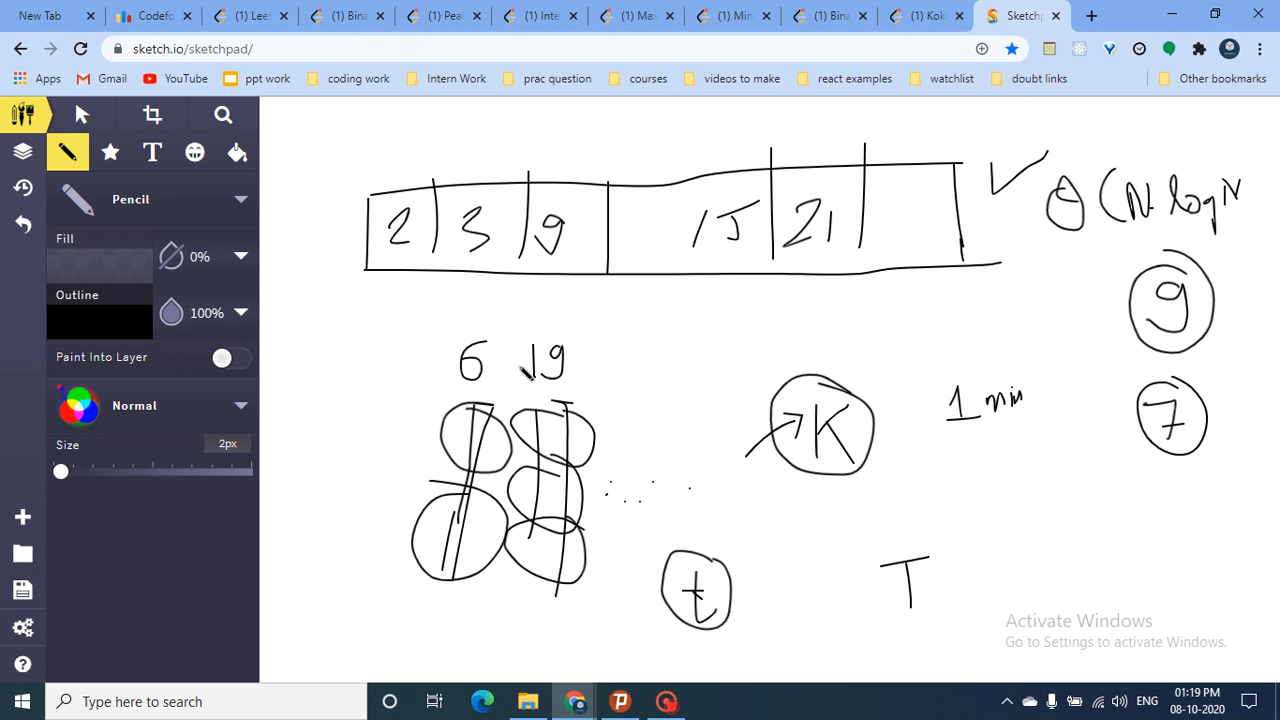 New Tab
Codefo
(1) Leet
(1) Bina
(1) Peal
(1) Inte
(1) Max
(1) Min
(1) Bina
(1) Kok
Sketchp
sketch.io/sketchpad/
Apps
Gmail
YouTube
ppt work
coding work
Intern Work
prac question
courses
videos to make
react examples
watchlist
doubt links
Other bookmarks
Pencil
Fill
0%
Outline
100%
Paint Into Layer
Normal
Size
2px
2 3 9 15 21
θ (N logN
9
6 19
K
1 min
7
t
T
Activate Windows
Go to Settings to activate Windows.
Type here to search
ENG
01:19 PM
08-10-2020